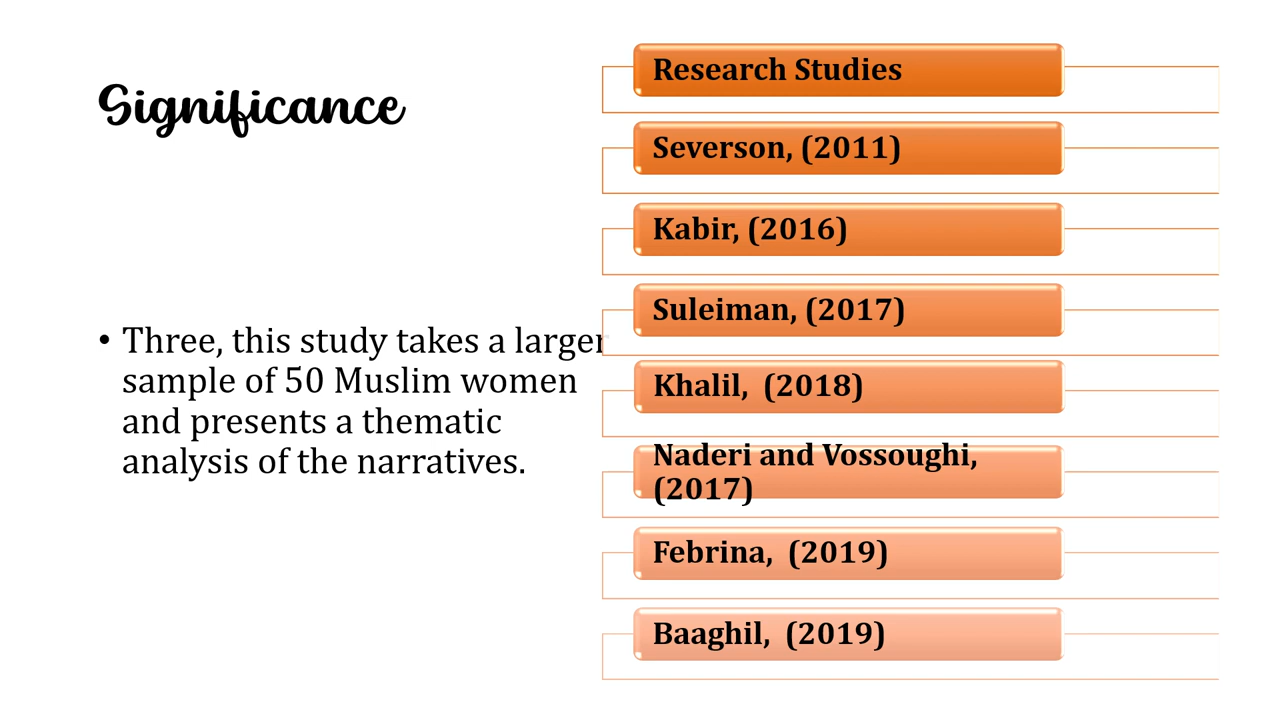 Significance
• Three, this study takes a larger
sample of 50 Muslim women
and presents a thematic
analysis of the narratives.
Research Studies
Severson, (2011)
Kabir, (2016)
Suleiman, (2017)
Khalil,  (2018)
Naderi and Vossoughi,
(2017)
Febrina,  (2019)
Baaghil,  (2019)